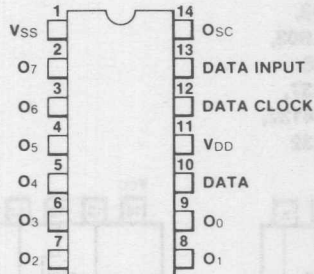 1 14
VSS OSC
2 13
O7 DATA INPUT
3 12
O6 DATA CLOCK
4 11
O5 VDD
5 10
O4 DATA
6 9
O3 O0
7 8
O2 O1